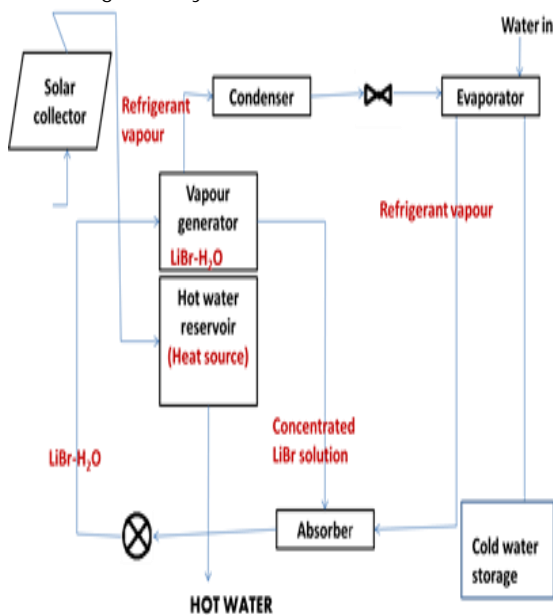 Water in
Solar
collector
Condenser
Evaporator
Refrigerant
vapour
Vapour
generator
LiBr-H₂O
Refrigerant vapour
Hot water
reservoir
(Heat source)
Concentrated
LiBr solution
LiBr-H₂O
Absorber
Cold water
storage
HOT WATER